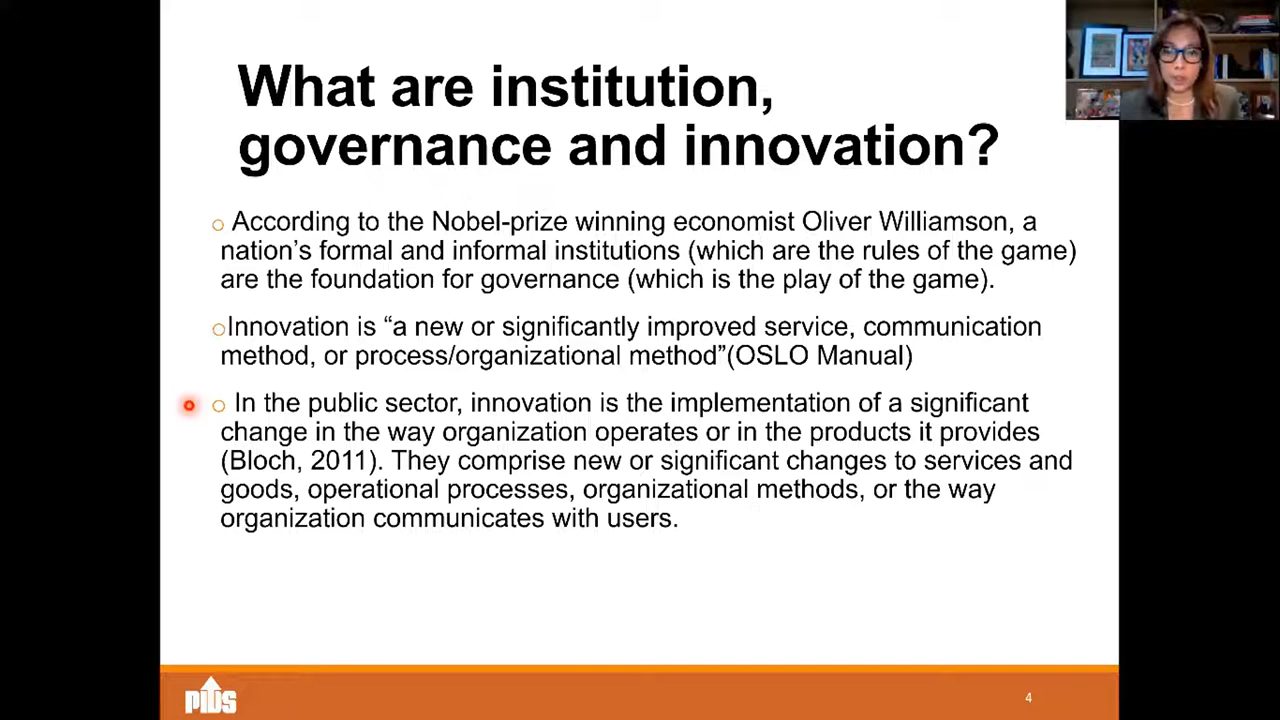 What are institution,
governance and innovation?
According to the Nobel-prize winning economist Oliver Williamson, a
nation’s formal and informal institutions (which are the rules of the game)
are the foundation for governance (which is the play of the game).
Innovation is “a new or significantly improved service, communication
method, or process/organizational method”(OSLO Manual)
In the public sector, innovation is the implementation of a significant
change in the way organization operates or in the products it provides
(Bloch, 2011). They comprise new or significant changes to services and
goods, operational processes, organizational methods, or the way
organization communicates with users.
PIDS
4